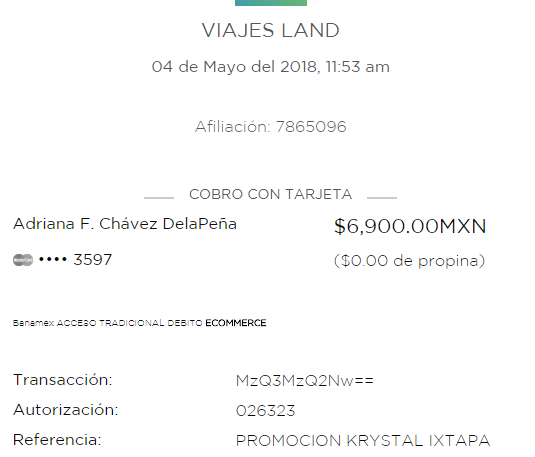 VIAJES LAND
04 de Mayo del 2018, 11:53 am
Afiliación: 7865096
COBRO CON TARJETA
Adriana F. Chávez DelaPeña $6,900.00MXN
•••• 3597 ($0.00 de propina)
Banamex ACCESO TRADICIONAL DEBITO ECOMMERCE
Transacción: MzQ3MzQ2Nw==
Autorización: 026323
Referencia: PROMOCION KRYSTAL IXTAPA